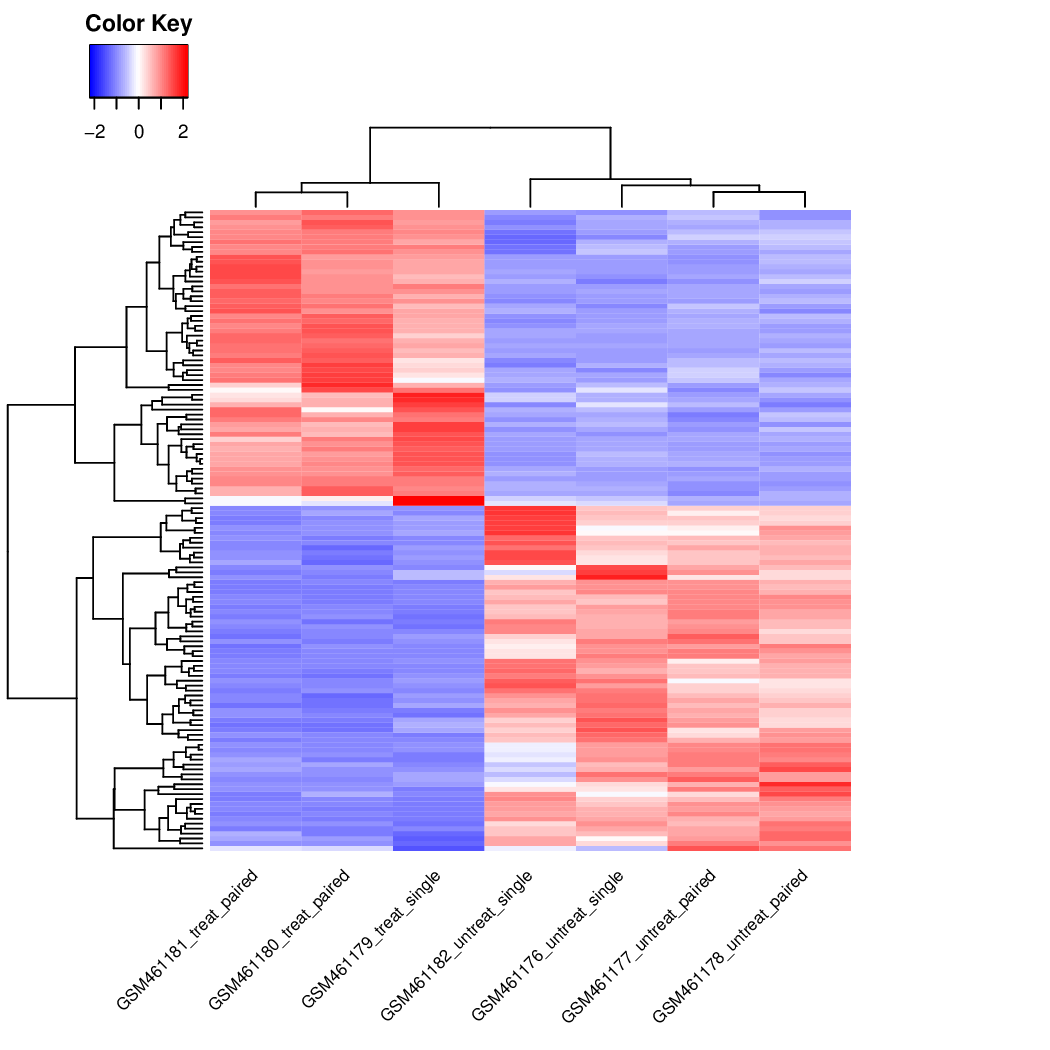 Color Key
−2 0 2
GSM461181_treat_paired
GSM461180_treat_paired
GSM461179_treat_single
GSM461182_untreat_single
GSM461176_untreat_single
GSM461177_untreat_paired
GSM461178_untreat_paired